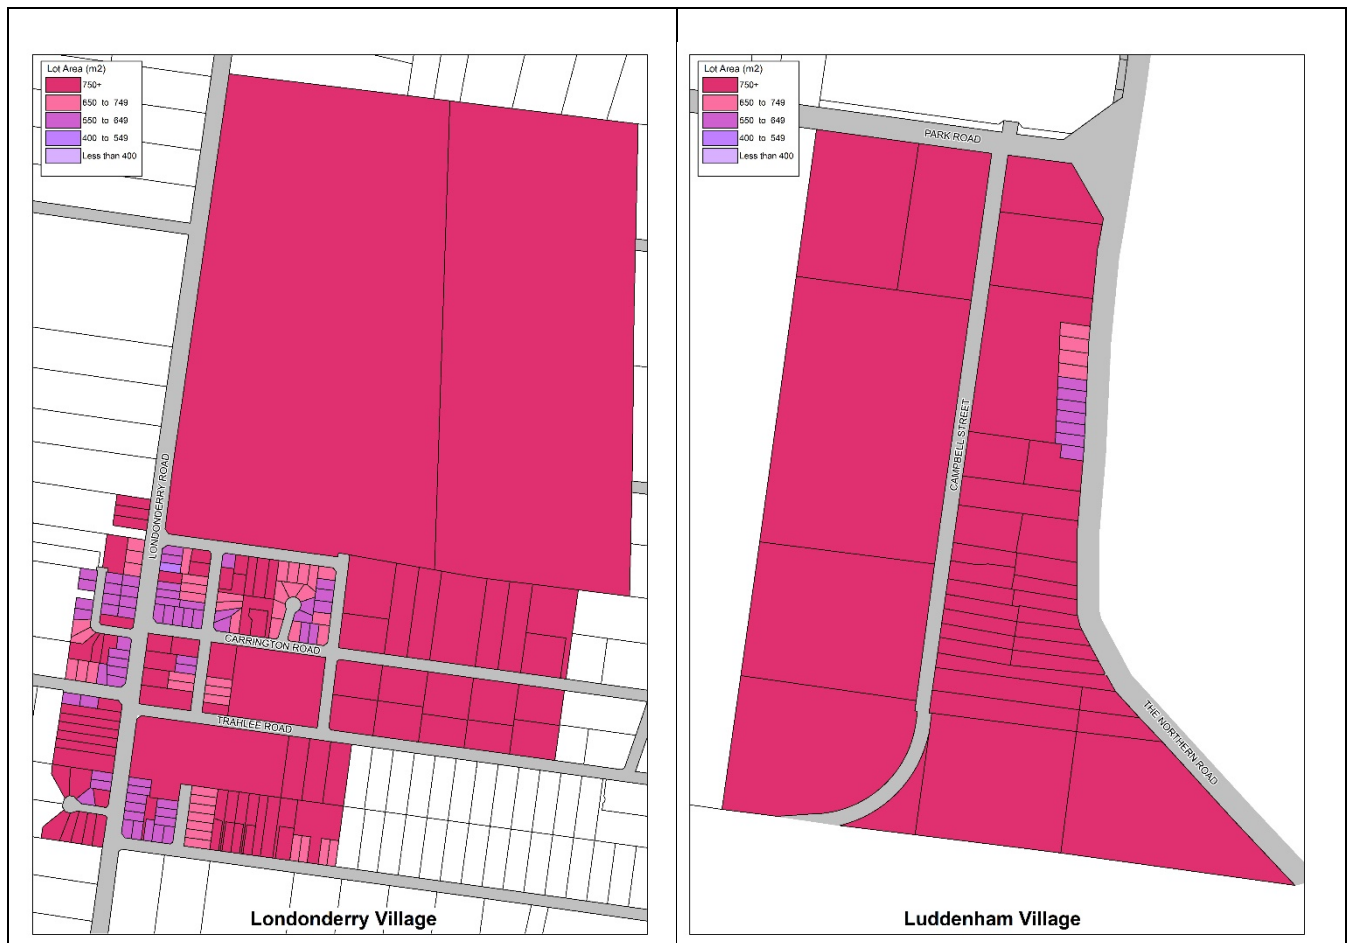 Lot Area (m2)
750+
650 to 749
550 to 649
400 to 549
Less than 400
LONDONDERRY ROAD
CARRINGTON ROAD
TRAHLEE ROAD
Londonderry Village
Lot Area (m2)
750+
650 to 749
550 to 649
400 to 549
Less than 400
PARK ROAD
CAMPBELL STREET
THE NORTHERN ROAD
Luddenham Village